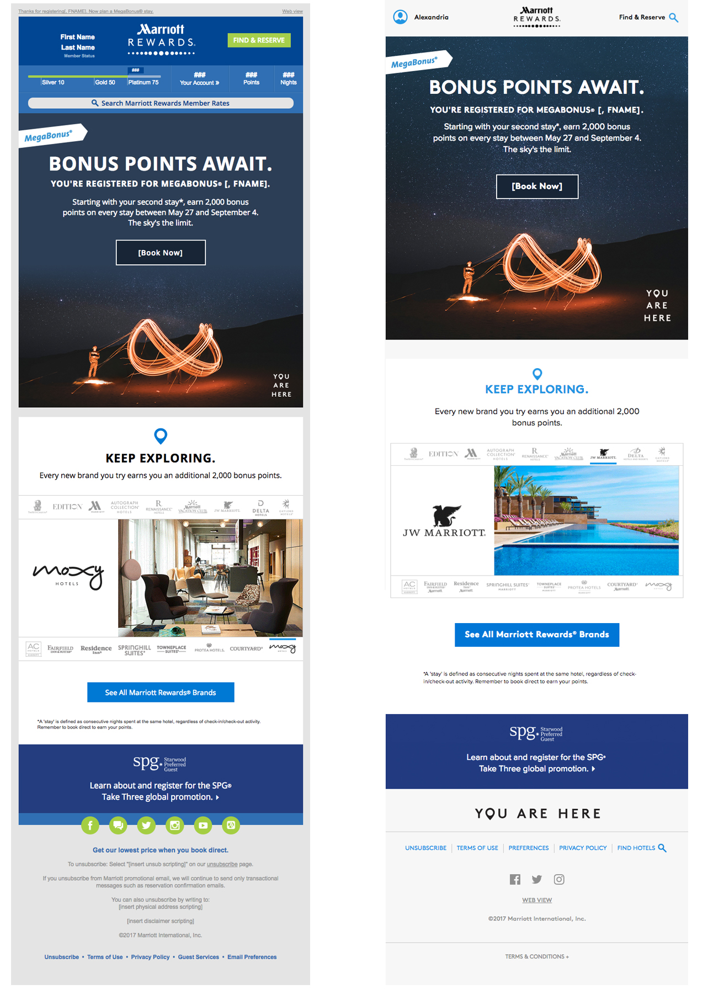 Thanks for registering[, FNAME]. Now plan a MegaBonus® stay.
Web view
First Name
Last Name
Member Status
Marriott
REWARDS.
FIND & RESERVE
###
Silver 10
Gold 50
Platinum 75
###
Your Account »
###
Points
###
Nights
Search Marriott Rewards Member Rates
MegaBonus®
BONUS POINTS AWAIT.
YOU'RE REGISTERED FOR MEGABONUS® [, FNAME].
Starting with your second stay*, earn 2,000 bonus
points on every stay between May 27 and September 4.
The sky's the limit.
[Book Now]
YOU
ARE
HERE
KEEP EXPLORING.
Every new brand you try earns you an additional 2,000 bonus points.
EDITION
MARRIOTT
AUTOGRAPH
COLLECTION®
HOTELS
R
RENAISSANCE®
HOTELS
Marriott
VACATION CLUB
JW MARRIOTT
DELTA
HOTELS
GAYLORD
HOTELS®
moxy
HOTELS
AC
HOTELS
MARRIOTT
FAIRFIELD
INN & SUITES®
Residence
Inn®
SPRINGHILL
SUITES®
TOWNEPLACE
SUITES®
PROTEA HOTELS.
COURTYARD®
moxy
HOTELS
See All Marriott Rewards® Brands
*A 'stay' is defined as consecutive nights spent at the same hotel, regardless of check-in/check-out activity.
Remember to book direct to earn your points.
spg. Starwood
Preferred
Guest
Learn about and register for the SPG®
Take Three global promotion.
Get our lowest price when you book direct.
To unsubscribe: Select "[insert unsub scripting]" on our unsubscribe page.
If you unsubscribe from Marriott promotional email, we will continue to send only transactional
messages such as reservation confirmation emails.
You can also unsubscribe by writing to:
[insert physical address scripting]
[insert disclaimer scripting]
©2017 Marriott International, Inc.
Unsubscribe • Terms of Use • Privacy Policy • Guest Services • Email Preferences
Alexandria
Marriott
REWARDS.
Find & Reserve
MegaBonus®
BONUS POINTS AWAIT.
YOU'RE REGISTERED FOR MEGABONUS® [, FNAME].
Starting with your second stay*, earn 2,000 bonus
points on every stay between May 27 and September 4.
The sky's the limit.
[Book Now]
YOU
ARE
HERE
KEEP EXPLORING.
Every new brand you try earns you an additional 2,000
bonus points.
EDITION
MARRIOTT
AUTOGRAPH
COLLECTION®
HOTELS
R
RENAISSANCE®
HOTELS
Marriott
VACATION CLUB
JW MARRIOTT
DELTA
GAYLORD
HOTELS®
JW MARRIOTT®
AC
HOTELS
MARRIOTT
FAIRFIELD
INN & SUITES®
Marriott
Residence
Inn®
Marriott
SPRINGHILL SUITES®
MARRIOTT
TOWNEPLACE
SUITES®
MARRIOTT
PROTEA HOTELS
MARRIOTT
COURTYARD®
Marriott
moxy
HOTELS
See All Marriott Rewards® Brands
*A 'stay' is defined as consecutive nights spent at the same hotel, regardless of check-
in/check-out activity. Remember to book direct to earn your points.
spg. Starwood
Preferred
Guest
Learn about and register for the SPG®
Take Three global promotion.
YOU ARE HERE
UNSUBSCRIBE
TERMS OF USE
PREFERENCES
PRIVACY POLICY
FIND HOTELS
WEB VIEW
©2017 Marriott International, Inc.
TERMS & CONDITIONS +